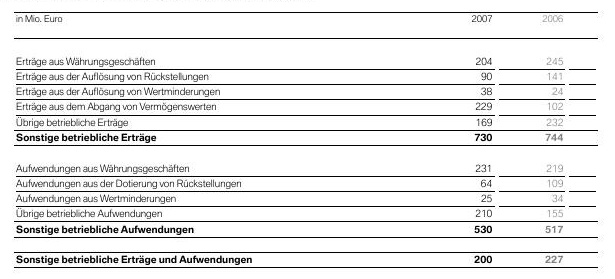 in Mio. Euro 2007 2006
Erträge aus Währungsgeschäften 204 245
Erträge aus der Auflösung von Rückstellungen 90 141
Erträge aus der Auflösung von Wertminderungen 38 24
Erträge aus dem Abgang von Vermögenswerten 229 102
Übrige betriebliche Erträge 169 232
Sonstige betriebliche Erträge 730 744
Aufwendungen aus Währungsgeschäften 231 219
Aufwendungen aus der Dotierung von Rückstellungen 64 109
Aufwendungen aus Wertminderungen 25 34
Übrige betriebliche Aufwendungen 210 155
Sonstige betriebliche Aufwendungen 530 517
Sonstige betriebliche Erträge und Aufwendungen 200 227